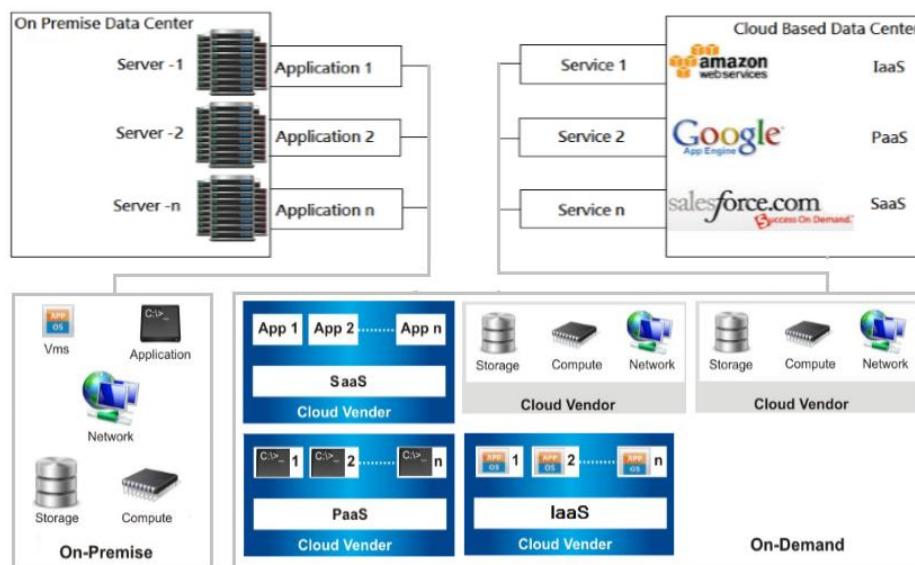 On Premise Data Center
Server -1
Application 1
Server -2
Application 2
Server -n
Application n
Cloud Based Data Center
Service 1
amazon
webservices
IaaS
Service 2
Google
App Engine
PaaS
Service n
salesforce.com
Success On Demand.
SaaS
APP
OS
Vms
C:\>_
Application
Network
Storage
Compute
On-Premise
App 1
App 2
App n
SaaS
Cloud Vender
Storage
Compute
Network
Cloud Vendor
Storage
Compute
Network
Cloud Vendor
C:\>_ 1
C:\>_ 2
C:\>_ n
PaaS
Cloud Vender
APP
OS
1
APP
OS
2
APP
OS
n
IaaS
Cloud Vender
On-Demand